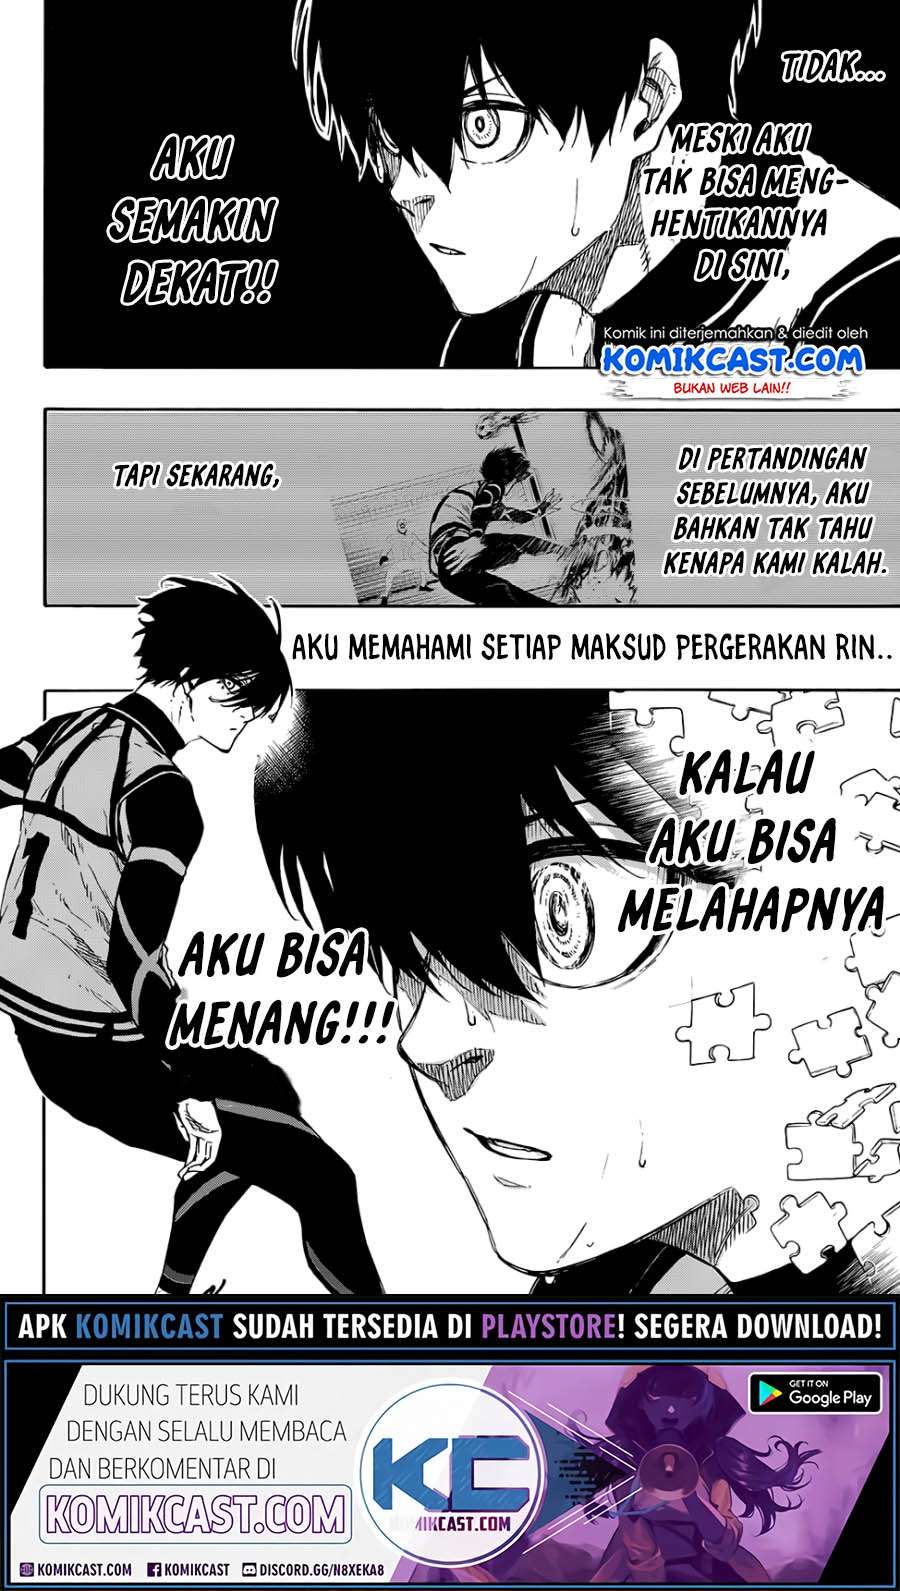 TIDAK...
MESKI AKU
TAK BISA MENG-
HENTIKANNYA
DI SINI,
AKU
SEMAKIN
DEKAT!!
Komik ini diterjemahkan & diedit oleh
KOMIKCAST.COM
BUKAN WEB LAIN!!
DI PERTANDINGAN
SEBELUMNYA, AKU
BAHKAN TAK TAHU
KENAPA KAMI KALAH.
TAPI SEKARANG,
AKU MEMAHAMI SETIAP MAKSUD PERGERAKAN RIN..
KALAU
AKU BISA
MELAHAPNYA
1
AKU BISA
MENANG!!!
APK KOMIKCAST SUDAH TERSEDIA DI PLAYSTORE! SEGERA DOWNLOAD!
DUKUNG TERUS KAMI
DENGAN SELALU MEMBACA
DAN BERKOMENTAR DI
KOMIKCAST.COM
KC
KOMIKCAST.COM
GET IT ON
Google Play
KOMIKCAST.COM
KOMIKCAST
DISCORD.GG/N8XEKA8